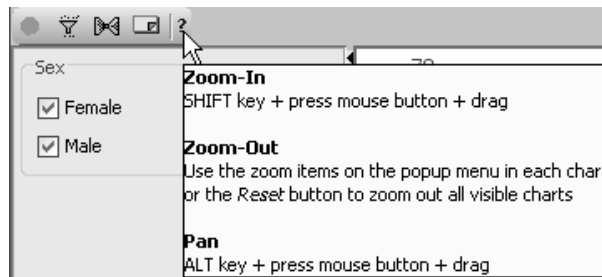 ?
Sex
Female
Male
Zoom-In
SHIFT key + press mouse button + drag
Zoom-Out
Use the zoom items on the popup menu in each char
or the Reset button to zoom out all visible charts
Pan
ALT key + press mouse button + drag